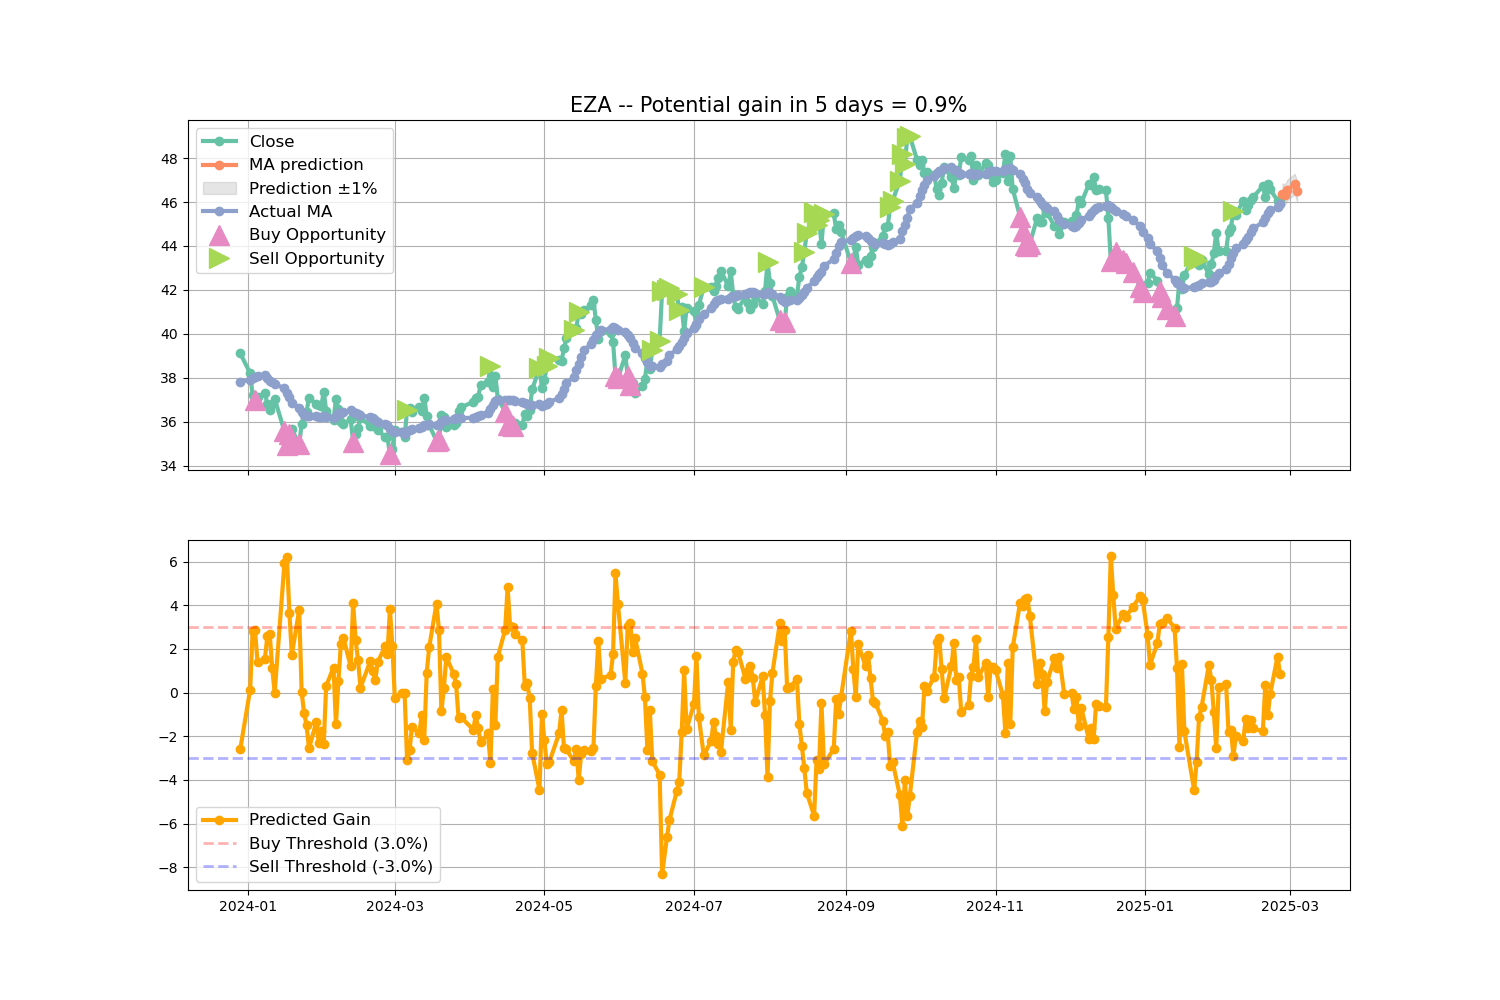 EZA -- Potential gain in 5 days = 0.9%
Close
MA prediction
Prediction ±1%
Actual MA
Buy Opportunity
Sell Opportunity
48
46
44
42
40
38
36
34
6
4
2
0
−2
−4
−6
−8
Predicted Gain
Buy Threshold (3.0%)
Sell Threshold (-3.0%)
2024-01 2024-03 2024-05 2024-07 2024-09 2024-11 2025-01 2025-03